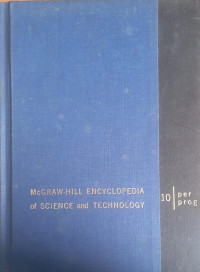 McGRAW-HILL ENCYCLOPEDIA
of SCIENCE and TECHNOLOGY
10
per
prog